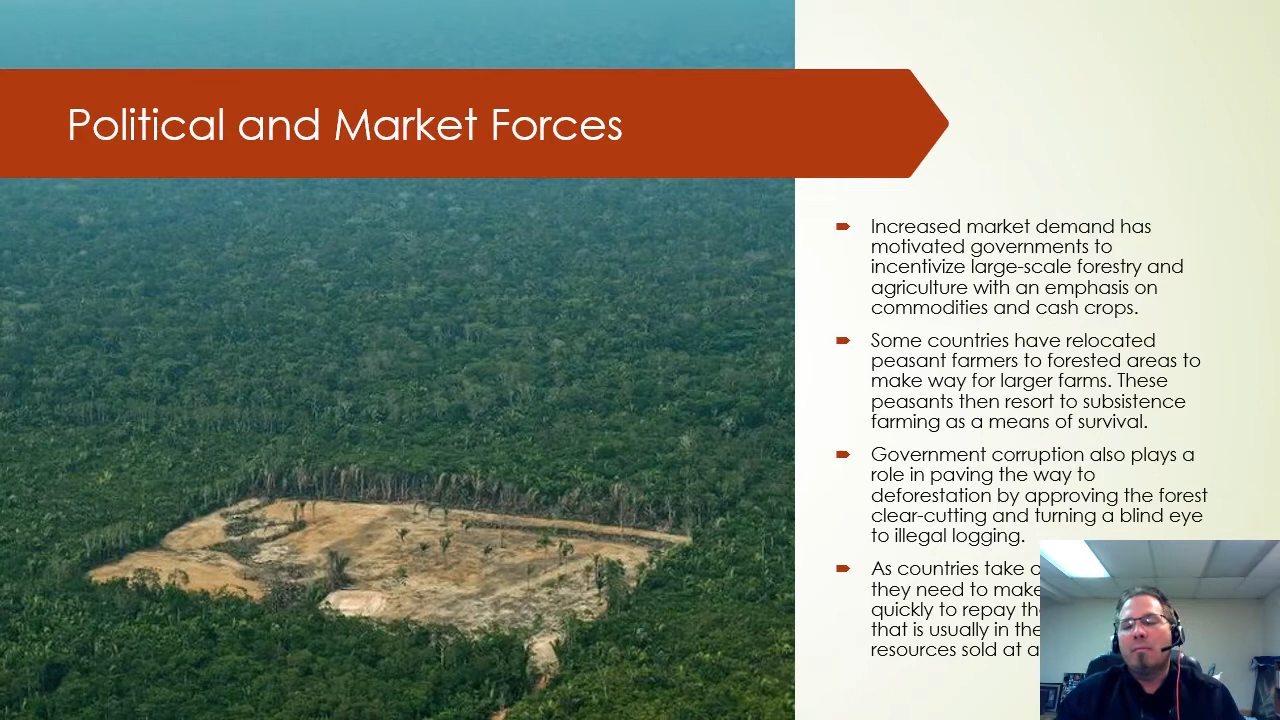 Political and Market Forces
Increased market demand has
motivated governments to
incentivize large-scale forestry and
agriculture with an emphasis on
commodities and cash crops.
Some countries have relocated
peasant farmers to forested areas to
make way for larger farms. These
peasants then resort to subsistence
farming as a means of survival.
Government corruption also plays a
role in paving the way to
deforestation by approving the forest
clear-cutting and turning a blind eye
to illegal logging.
As countries take
they need to make
quickly to repay
that is usually in
resources sold at